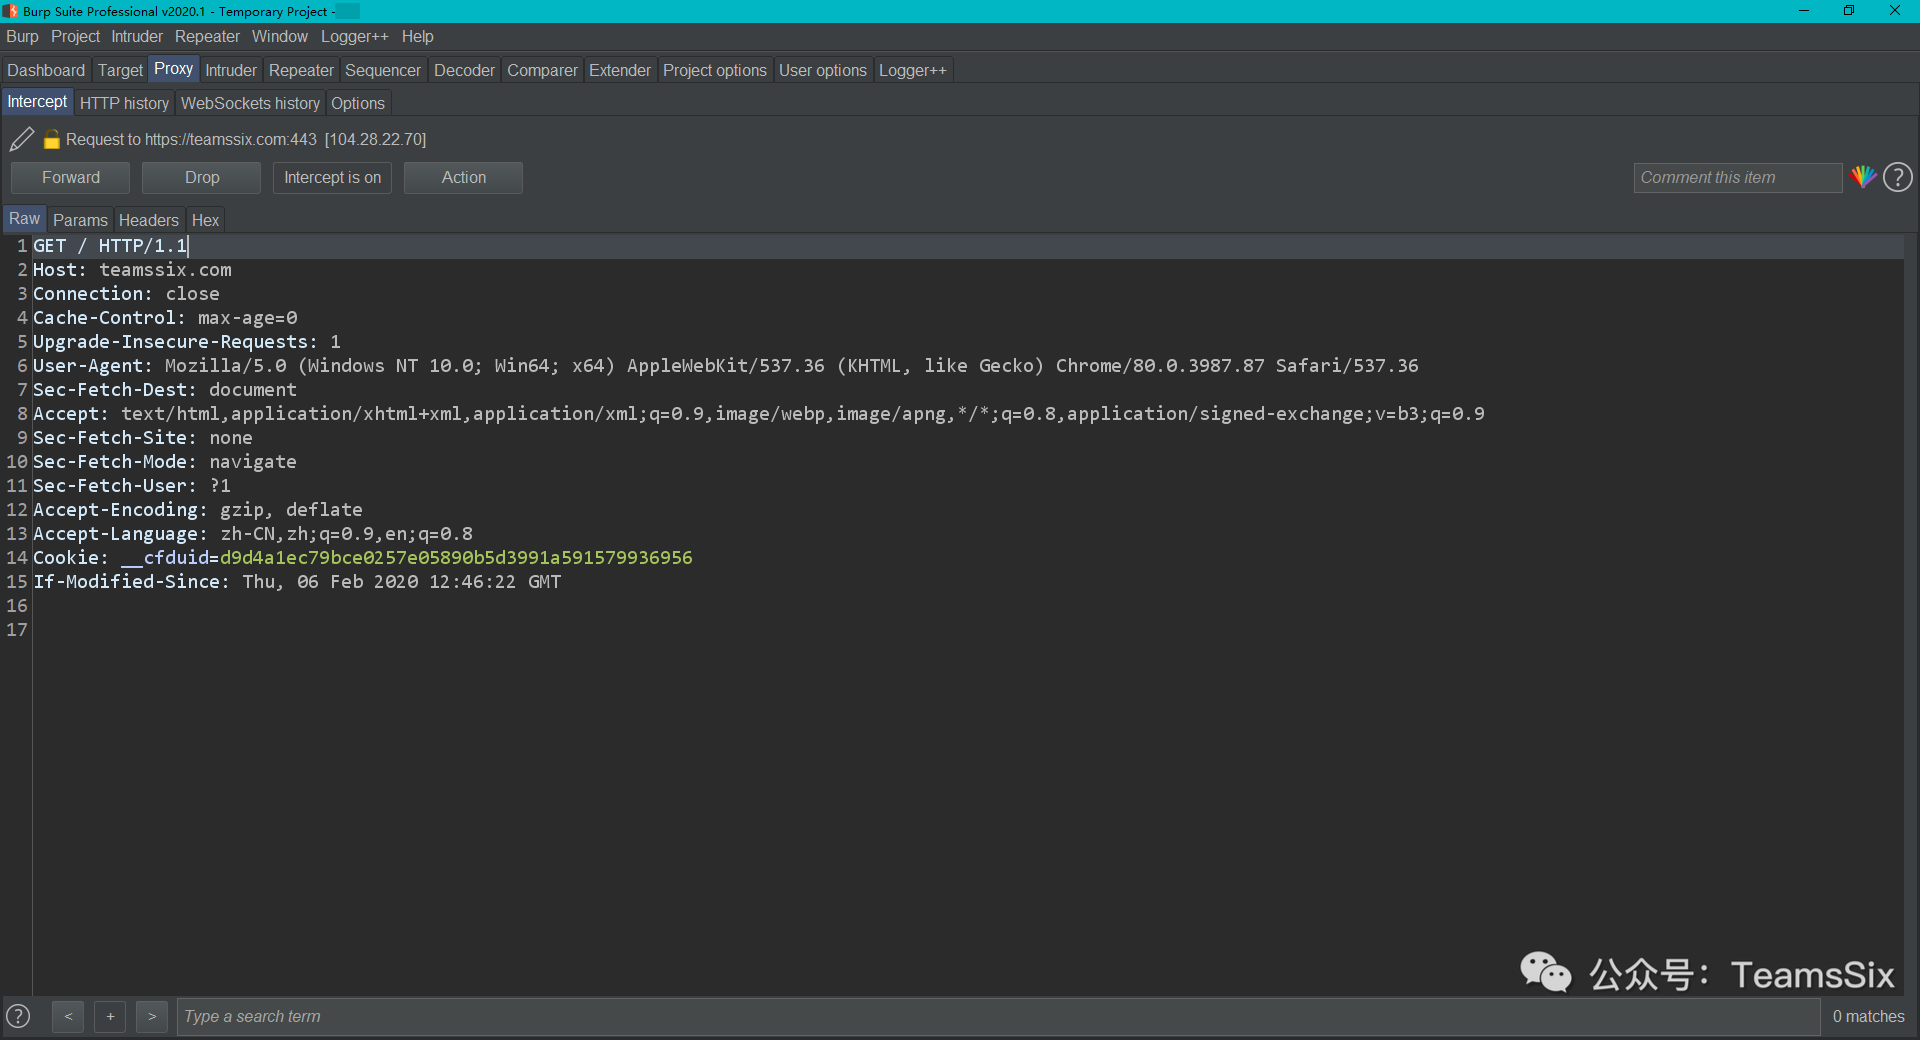 Burp Suite Professional v2020.1 - Temporary Project -
Burp Project Intruder Repeater Window Logger++ Help
Dashboard Target Proxy Intruder Repeater Sequencer Decoder Comparer Extender Project options User options Logger++
Intercept HTTP history WebSockets history Options
Request to https://teamssix.com:443 [104.28.22.70]
Forward Drop Intercept is on Action Comment this item ?
Raw Params Headers Hex
1 GET / HTTP/1.1
2 Host: teamssix.com
3 Connection: close
4 Cache-Control: max-age=0
5 Upgrade-Insecure-Requests: 1
6 User-Agent: Mozilla/5.0 (Windows NT 10.0; Win64; x64) AppleWebKit/537.36 (KHTML, like Gecko) Chrome/80.0.3987.87 Safari/537.36
7 Sec-Fetch-Dest: document
8 Accept: text/html,application/xhtml+xml,application/xml;q=0.9,image/webp,image/apng,*/*;q=0.8,application/signed-exchange;v=b3;q=0.9
9 Sec-Fetch-Site: none
10 Sec-Fetch-Mode: navigate
11 Sec-Fetch-User: ?1
12 Accept-Encoding: gzip, deflate
13 Accept-Language: zh-CN,zh;q=0.9,en;q=0.8
14 Cookie: __cfduid=d9d4a1ec79bce0257e05890b5d3991a591579936956
15 If-Modified-Since: Thu, 06 Feb 2020 12:46:22 GMT
16
17
公众号：TeamsSix
? < + > Type a search term 0 matches